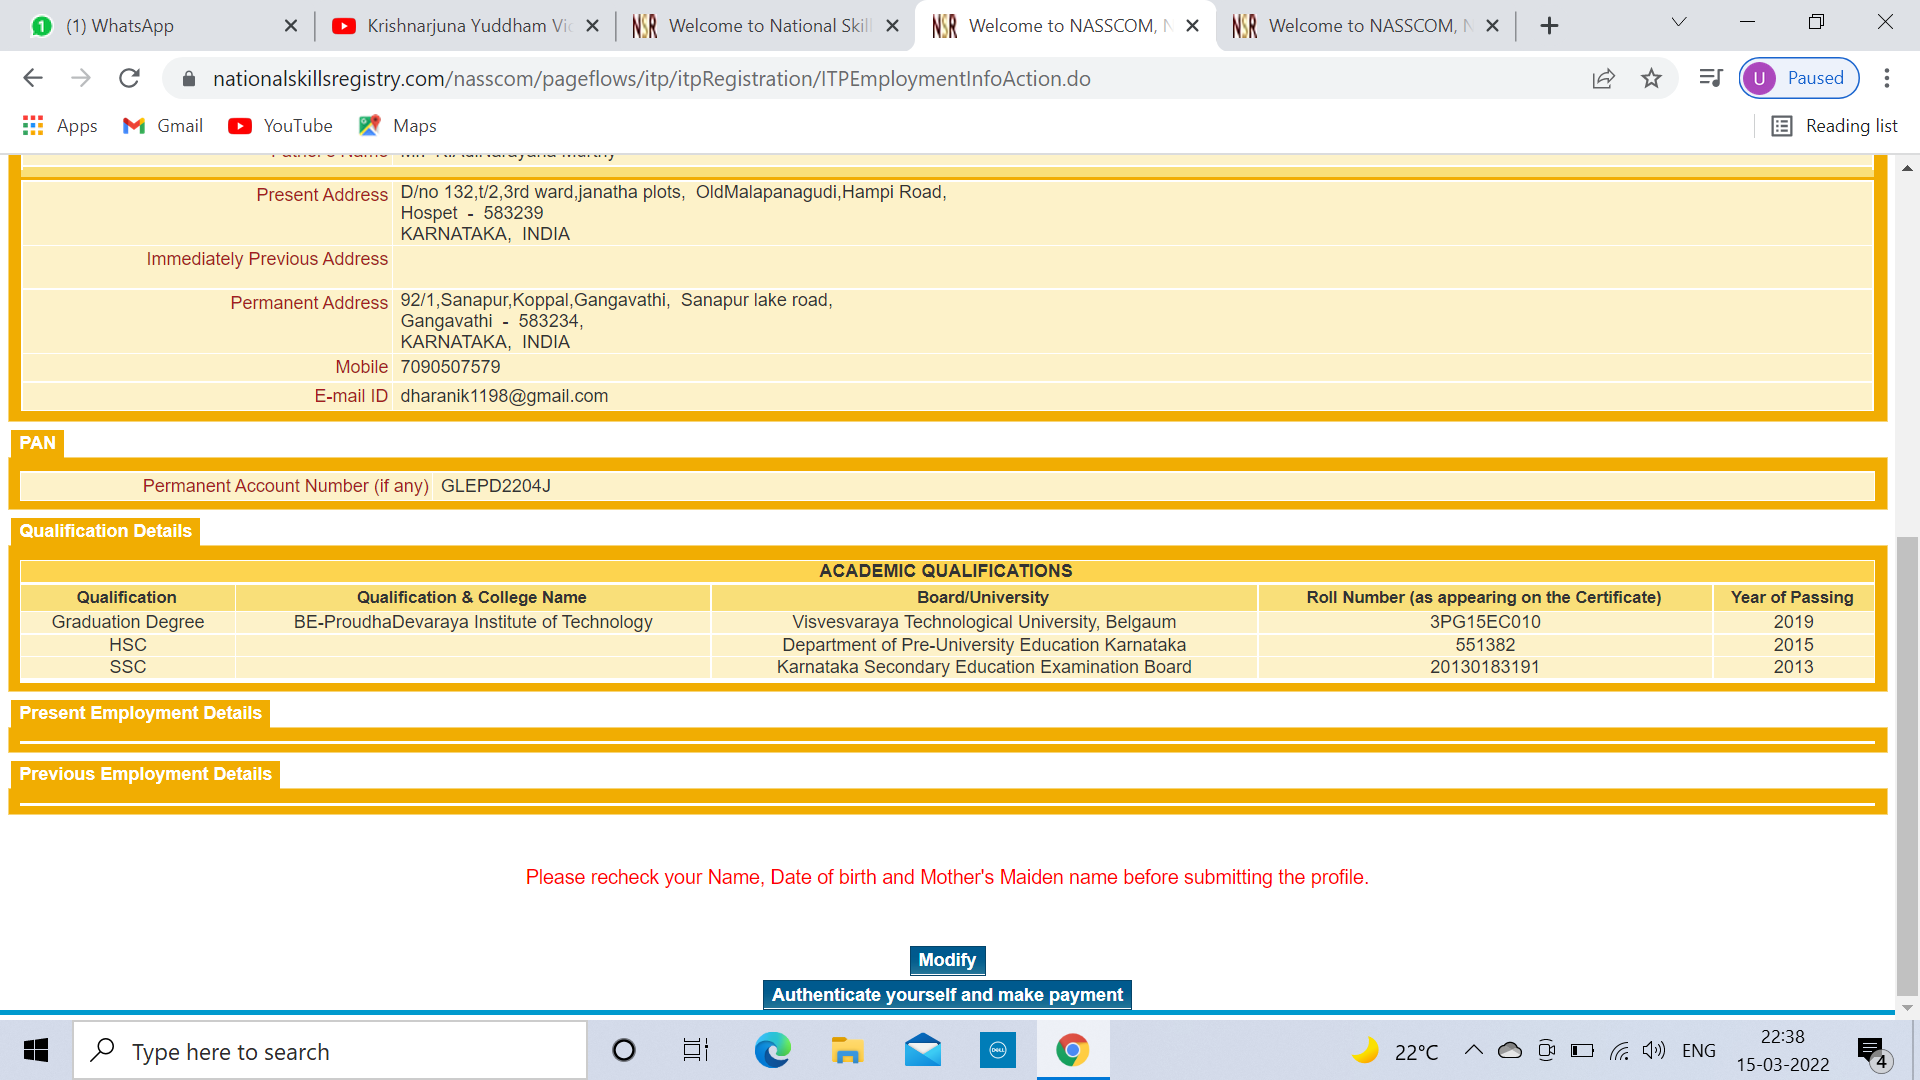 (1) WhatsApp
Krishnarjuna Yuddham Vi
Welcome to National Skil
Welcome to NASSCOM, N
Welcome to NASSCOM, N
nationalskillsregistry.com/nasscom/pageflows/itp/itpRegistration/ITPEmploymentInfoAction.do
U Paused
Apps Gmail YouTube Maps Reading list
Father's Name Mr. K.AdiNarayana Murthy
Present Address D/no 132,t/2,3rd ward,janatha plots, OldMalapanagudi,Hampi Road,
Hospet - 583239
KARNATAKA, INDIA
Immediately Previous Address
Permanent Address 92/1,Sanapur,Koppal,Gangavathi, Sanapur lake road,
Gangavathi - 583234,
KARNATAKA, INDIA
Mobile 7090507579
E-mail ID dharanik1198@gmail.com
PAN
Permanent Account Number (if any) GLEPD2204J
Qualification Details
ACADEMIC QUALIFICATIONS
Qualification Qualification & College Name Board/University Roll Number (as appearing on the Certificate) Year of Passing
Graduation Degree BE-ProudhaDevaraya Institute of Technology Visvesvaraya Technological University, Belgaum 3PG15EC010 2019
HSC Department of Pre-University Education Karnataka 551382 2015
SSC Karnataka Secondary Education Examination Board 20130183191 2013
Present Employment Details
Previous Employment Details
Please recheck your Name, Date of birth and Mother's Maiden name before submitting the profile.
Modify
Authenticate yourself and make payment
Type here to search
DELL
22°C
ENG
22:38
15-03-2022
4